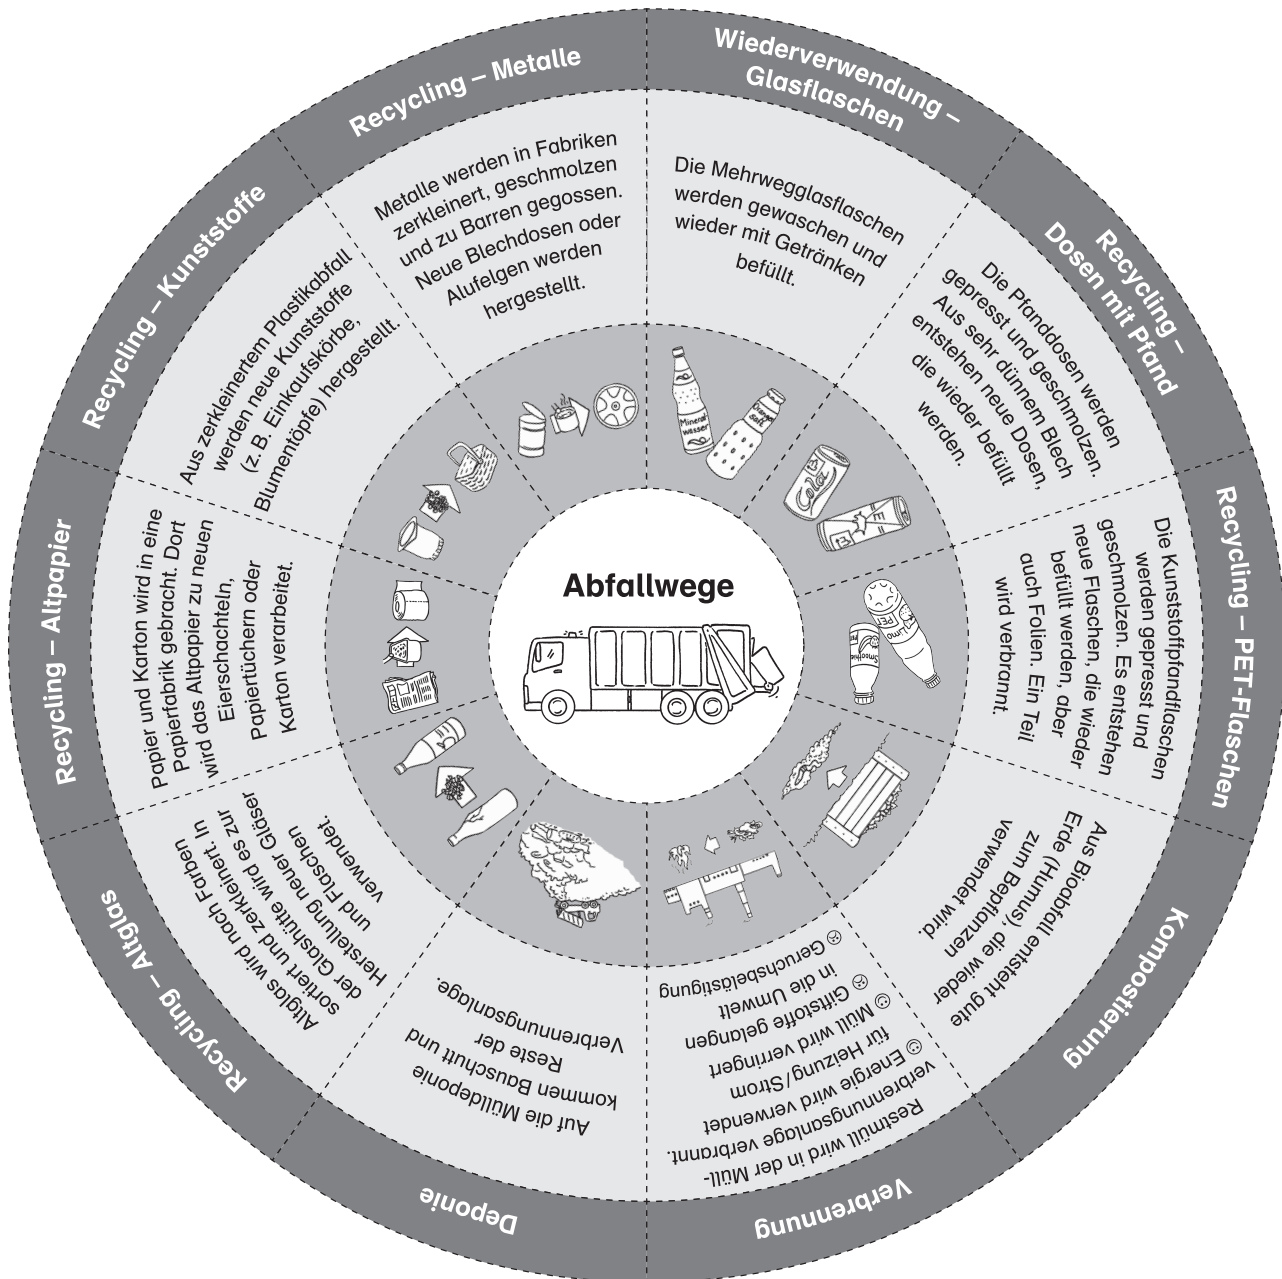 Abfallwege
Wiederverwendung –
Glasflaschen
Die Mehrwegglasflaschen
werden gewaschen und
wieder mit Getränken
befüllt.
Mineral
wasser
Orangen
saft
Recycling –
Dosen mit Pfand
Die Pfanddosen werden
gepresst und geschmolzen.
Aus sehr dünnem Blech
entstehen neue Dosen,
die wieder befüllt
werden.
Cola
Recycling – PET-Flaschen
Die Kunststoffpfandflaschen
werden gepresst und
geschmolzen. Es entstehen
neue Flaschen, die wieder
befüllt werden, aber
auch Folien. Ein Teil
wird verbrannt.
Limo
PET
Smoothie
Kompostierung
Aus Bioabfall entsteht gute
Erde (Humus), die wieder
zum Bepflanzen
verwendet wird.
Verbrennung
Restmüll wird in der Müll-
verbrennungsanlage verbrannt.
☺ Energie wird verwendet
für Heizung/Strom
☺ Müll wird verringert
☹ Giftstoffe gelangen
in die Umwelt
☹ Geruchsbelästigung
Deponie
Auf die Mülldeponie
kommen Bauschutt und
Reste der
Verbrennungsanlage.
Recycling – Altglas
Altglas wird nach Farben
sortiert und zerkleinert. In
der Glashütte wird es zur
Herstellung neuer Gläser
und Flaschen
verwendet.
Recycling – Altpapier
Papier und Karton wird in eine
Papierfabrik gebracht. Dort
wird das Altpapier zu neuen
Eierschachteln,
Papiertüchern oder
Karton verarbeitet.
Recycling – Kunststoffe
Aus zerkleinertem Plastikabfall
werden neue Kunststoffe
(z. B. Einkaufskörbe,
Blumentöpfe) hergestellt.
Recycling – Metalle
Metalle werden in Fabriken
zerkleinert, geschmolzen
und zu Barren gegossen.
Neue Blechdosen oder
Alufelgen werden
hergestellt.